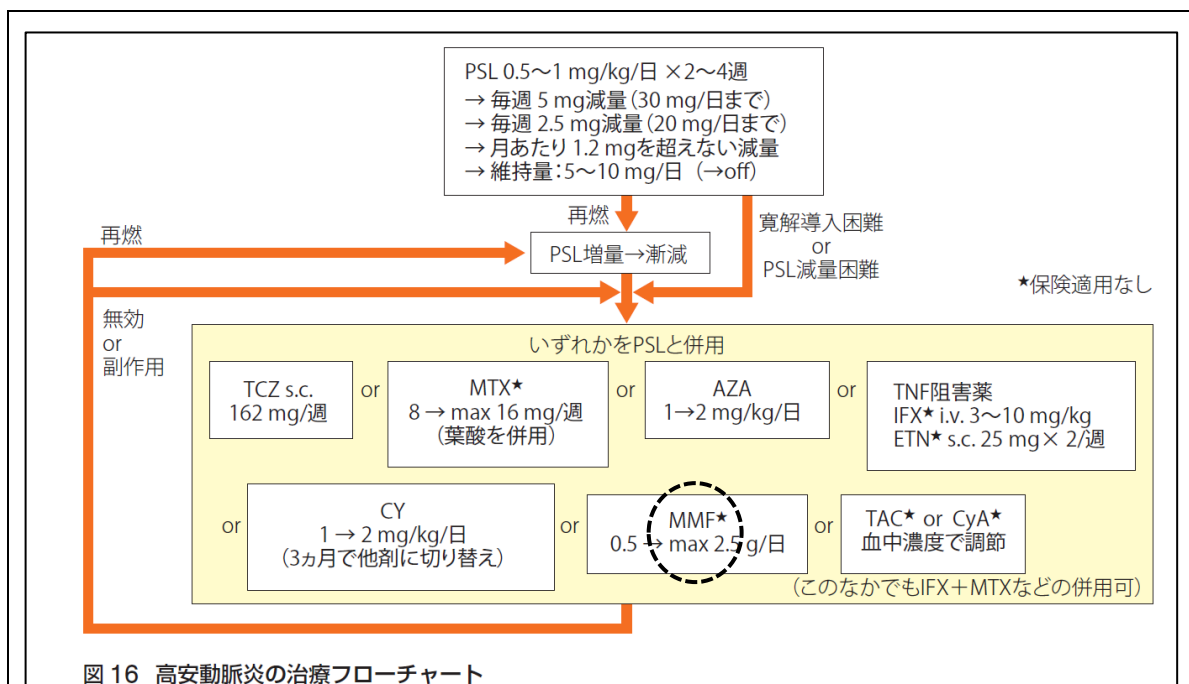 PSL 0.5〜1 mg/kg/日 ×2〜4週
→ 毎週 5 mg減量(30 mg/日まで)
→ 毎週 2.5 mg減量(20 mg/日まで)
→ 月あたり 1.2 mgを超えない減量
→ 維持量:5〜10 mg/日 (→off)
再燃
再燃
寛解導入困難
or
PSL減量困難
PSL増量→漸減
★保険適用なし
無効
or
副作用
いずれかをPSLと併用
TCZ s.c.
162 mg/週
or
MTX★
8 → max 16 mg/週
(葉酸を併用)
or
AZA
1→2 mg/kg/日
or
TNF阻害薬
IFX★ i.v. 3〜10 mg/kg
ETN★ s.c. 25 mg× 2/週
or
CY
1 → 2 mg/kg/日
(3ヵ月で他剤に切り替え)
or
MMF★
0.5 → max 2.5 g/日
or
TAC★ or CyA★
血中濃度で調節
(このなかでもIFX+MTXなどの併用可)
図 16 高安動脈炎の治療フローチャート